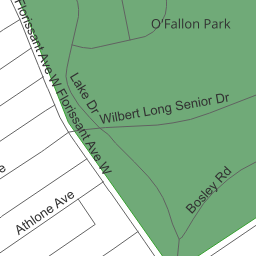 O'Fallon Park
Florissant Ave W
Florissant Ave W
Lake Dr
Wilbert Long Senior Dr
Bosley Rd
Athlone Ave